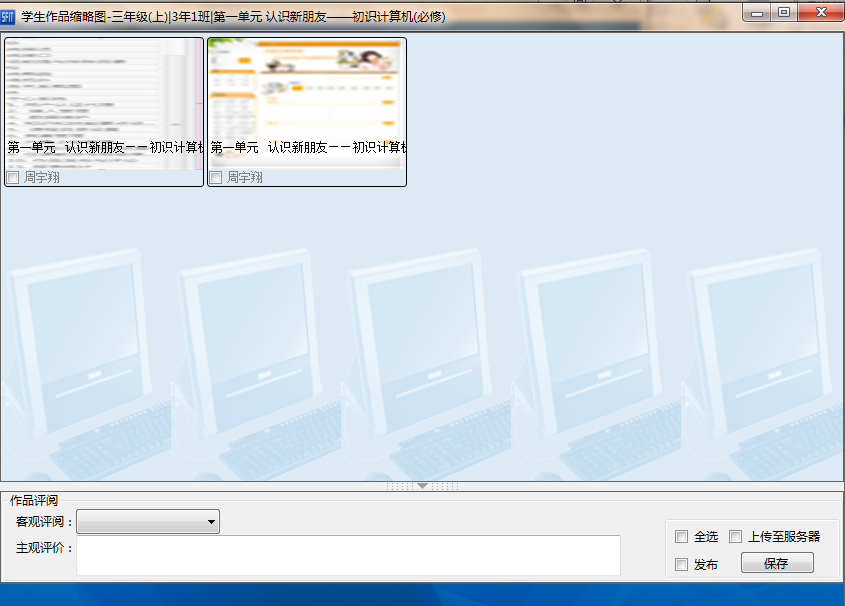 SFIT 学生作品缩略图-三年级(上)|3年1班|第一单元 认识新朋友——初识计算机(必修)
第一单元 认识新朋友——初识计算机
第一单元 认识新朋友——初识计算机
周宇翔
周宇翔
作品评阅
客观评阅：
主观评价：
全选
上传至服务器
发布
保存